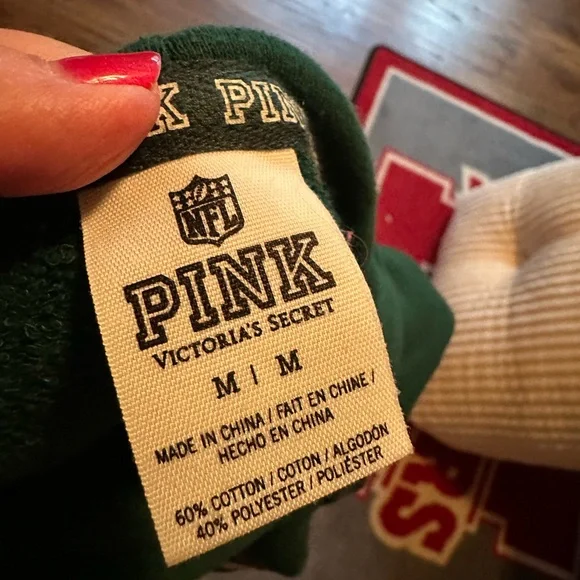 K PIN
NFL
PINK
VICTORIA'S SECRET
M | M
MADE IN CHINA / FAIT EN CHINE /
HECHO EN CHINA
60% COTTON / COTON / ALGODÓN
40% POLYESTER / POLIÉSTER